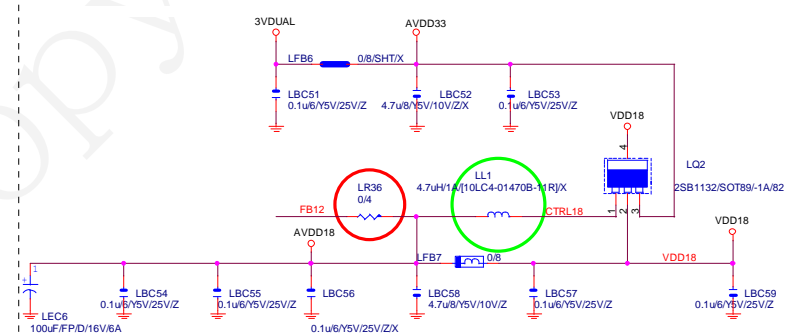 3VDUAL
AVDD33
LFB6
0/8/SHT/X
LBC51
0.1u/6/Y5V/25V/Z
LBC52
4.7u/8/Y5V/10V/Z/X
LBC53
0.1u/6/Y5V/25V/Z
VDD18
4
LQ2
2SB1132/SOT89/-1A/82
1
2
3
LR36
0/4
LL1
4.7uH/1A/[10LC4-01470B-11R]/X
FB12
CTRL18
AVDD18
LFB7
0/8
VDD18
VDD18
1
+
LEC6
100uF/FP/D/16V/6A
LBC54
0.1u/6/Y5V/25V/Z
LBC55
0.1u/6/Y5V/25V/Z
LBC56
0.1u/6/Y5V/25V/Z/X
LBC58
4.7u/8/Y5V/10V/Z
LBC57
0.1u/6/Y5V/25V/Z
LBC59
0.1u/6/Y5V/25V/Z
opy